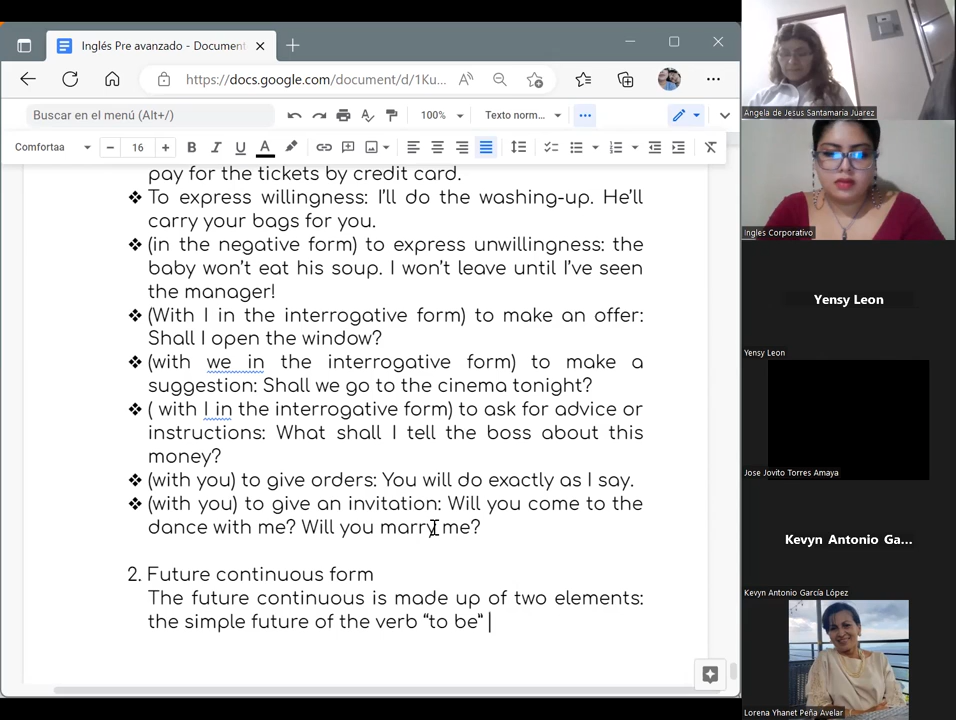 Inglés Pre avanzado - Document
https://docs.google.com/document/d/1Ku...
Buscar en el menú (Alt+/)
100%
Texto norm...
Comfortaa
16
pay for the tickets by credit card.
❖ To express willingness: I'll do the washing-up. He'll
carry your bags for you.
❖ (in the negative form) to express unwillingness: the
baby won't eat his soup. I won't leave until I've seen
the manager!
❖ (With I in the interrogative form) to make an offer:
Shall I open the window?
❖ (with we in the interrogative form) to make a
suggestion: Shall we go to the cinema tonight?
❖ ( with I in the interrogative form) to ask for advice or
instructions: What shall I tell the boss about this
money?
❖ (with you) to give orders: You will do exactly as I say.
❖ (with you) to give an invitation: Will you come to the
dance with me? Will you marry me?
2. Future continuous form
The future continuous is made up of two elements:
the simple future of the verb “to be”
Angela de Jesus Santamaria Juarez
Ingles Corporativo
Yensy Leon
Yensy Leon
Jose Jovito Torres Amaya
Kevyn Antonio Ga...
Kevyn Antonio García López
Lorena Yhanet Peña Avelar